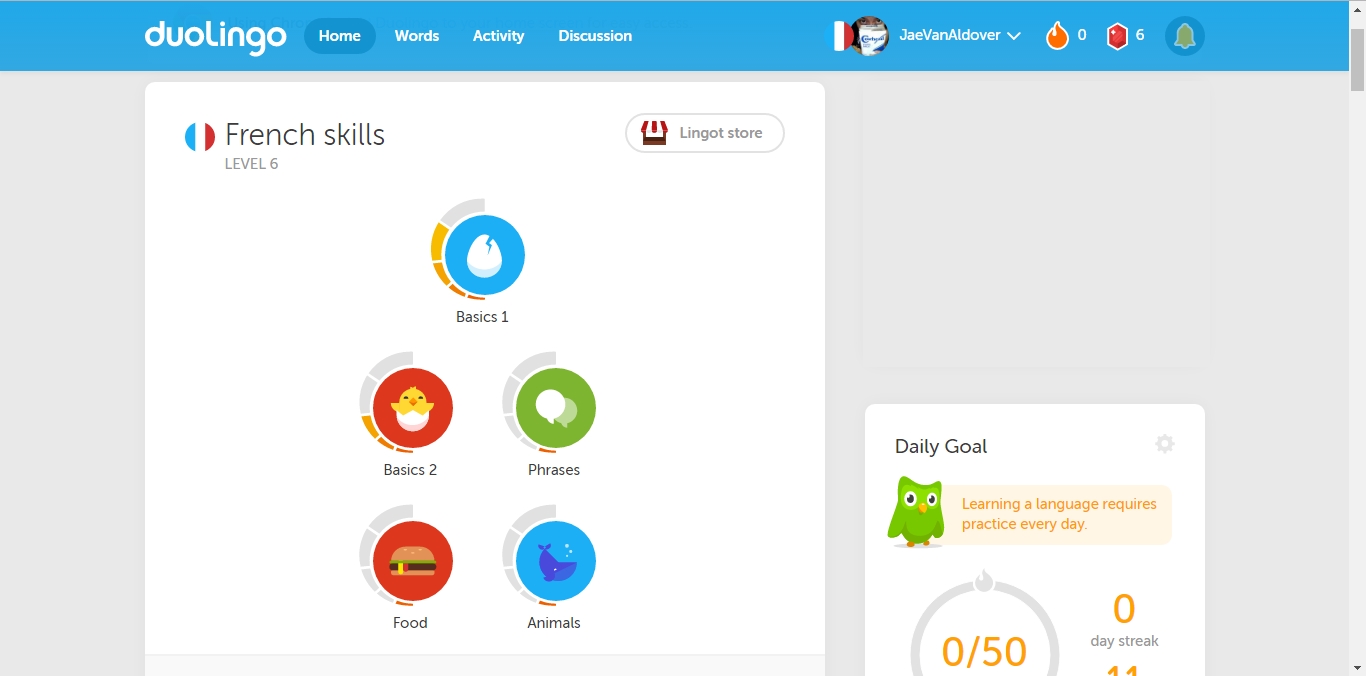 duolingo
Home
Words
Activity
Discussion
JaeVanAldover
0
6
French skills
LEVEL 6
Lingot store
Basics 1
Basics 2
Phrases
Food
Animals
Daily Goal
Learning a language requires
practice every day.
0/50
0
day streak
11